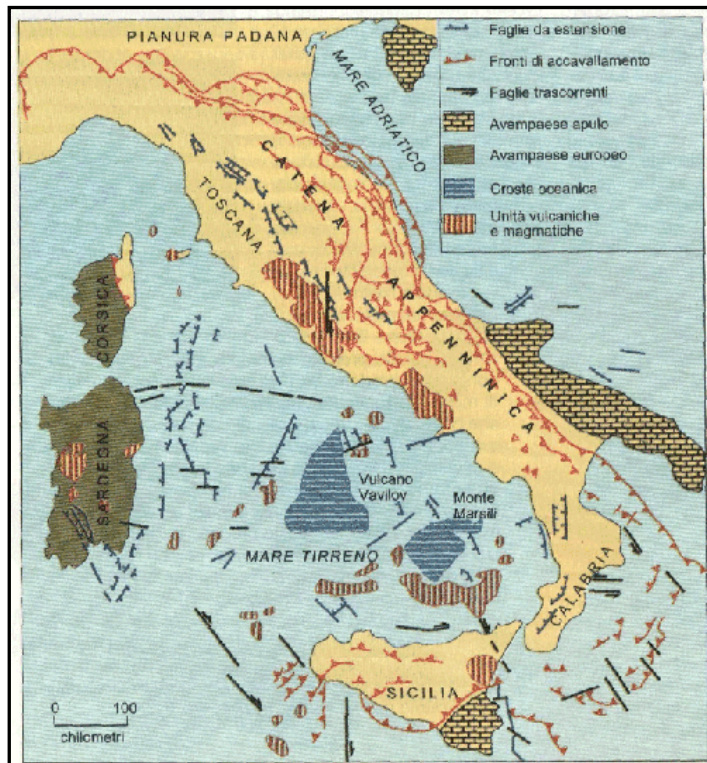 PIANURA PADANA
MARE ADRIATICO
Faglie da estensione
Fronti di accavallamento
Faglie trascorrenti
Avampaese apulo
Avampaese europeo
Croste oceanica
Unità vulcaniche
e magmatiche
TOSCANA
CATENA
APPENNINICA
CORSICA
SARDEGNA
Vulcano
Vavilov
Monte
Marsili
MARE TIRRENO
CALABRIA
SICILIA
0 100
chilometri